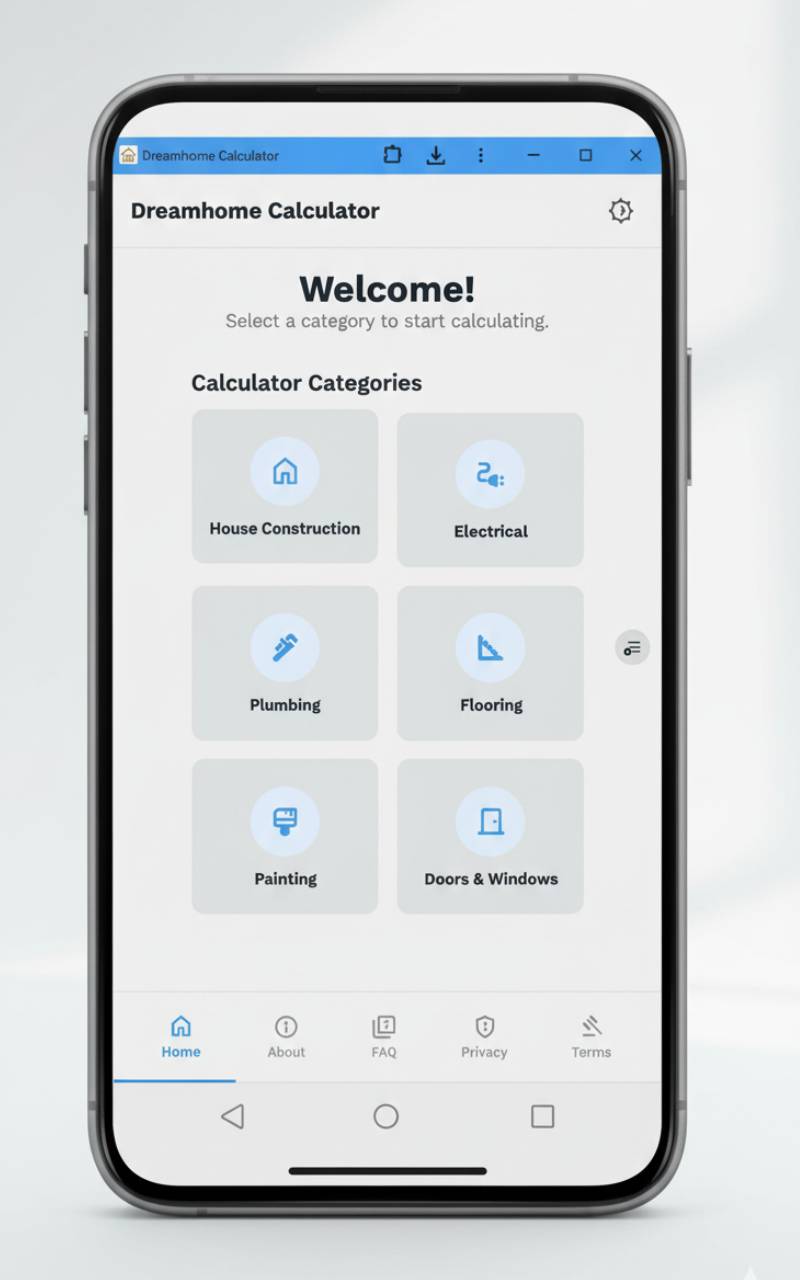 Dreamhome Calculator
Dreamhome Calculator
Welcome!
Select a category to start calculating.
Calculator Categories
House Construction
Electrical
Plumbing
Flooring
Painting
Doors & Windows
Home
About
FAQ
Privacy
Terms